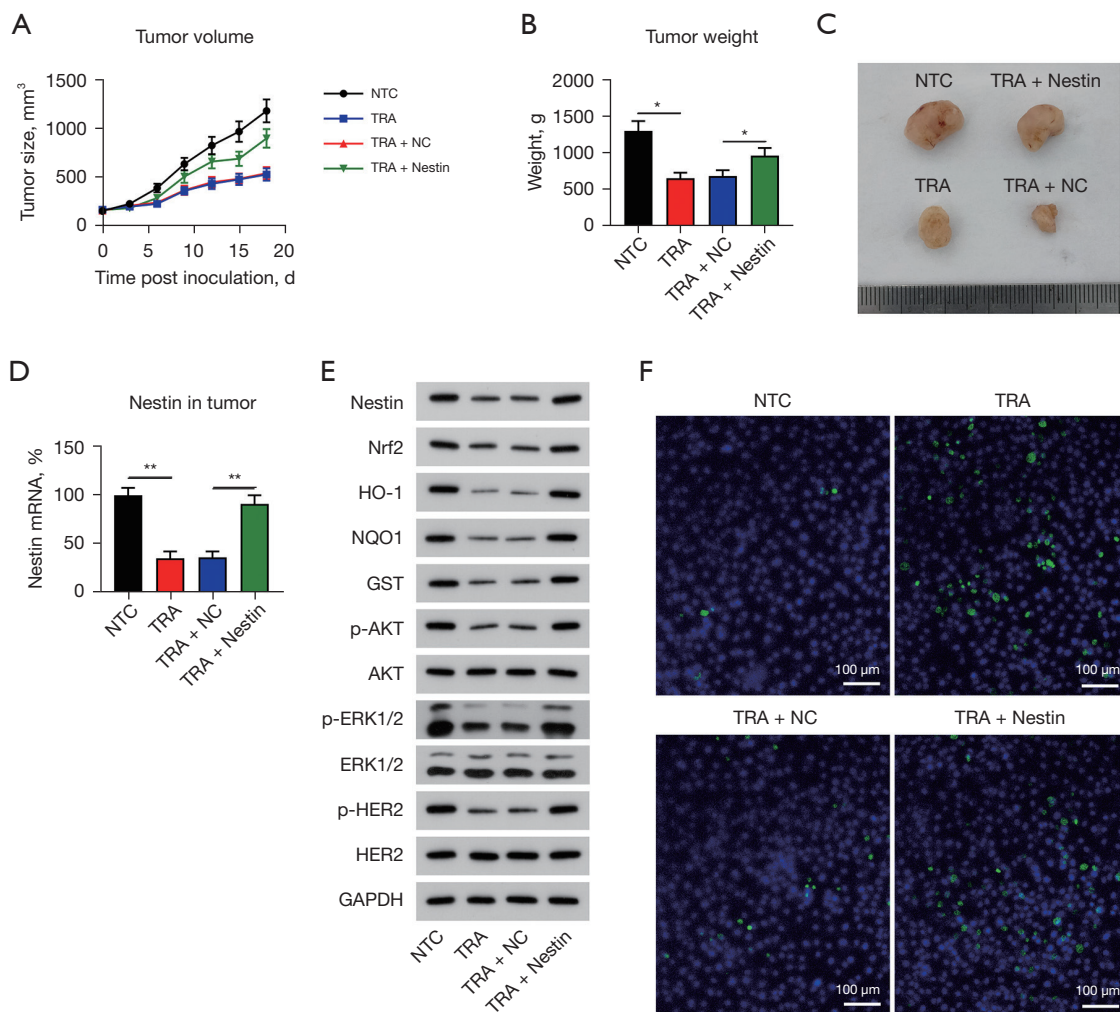 A
Tumor volume
Tumor size, mm³
1500
1000
500
0
0 5 10 15 20
Time post inoculation, d
NTC
TRA
TRA + NC
TRA + Nestin
B
Tumor weight
Weight, g
2000
1500
1000
500
0
*
*
NTC
TRA
TRA + NC
TRA + Nestin
C
NTC TRA + Nestin
TRA TRA + NC
D
Nestin in tumor
Nestin mRNA, %
150
100
50
0
**
**
NTC
TRA
TRA + NC
TRA + Nestin
E
Nestin
Nrf2
HO-1
NQO1
GST
p-AKT
AKT
p-ERK1/2
ERK1/2
p-HER2
HER2
GAPDH
NTC
TRA
TRA + NC
TRA + Nestin
F
NTC
100 µm
TRA
100 µm
TRA + NC
100 µm
TRA + Nestin
100 µm